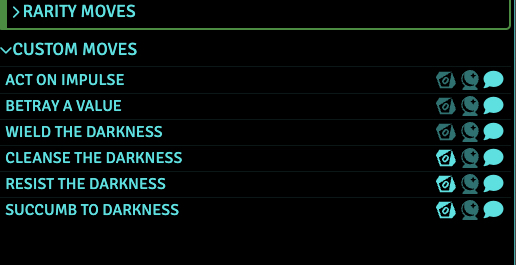 RARITY MOVES
CUSTOM MOVES
ACT ON IMPULSE
BETRAY A VALUE
WIELD THE DARKNESS
CLEANSE THE DARKNESS
RESIST THE DARKNESS
SUCCUMB TO DARKNESS